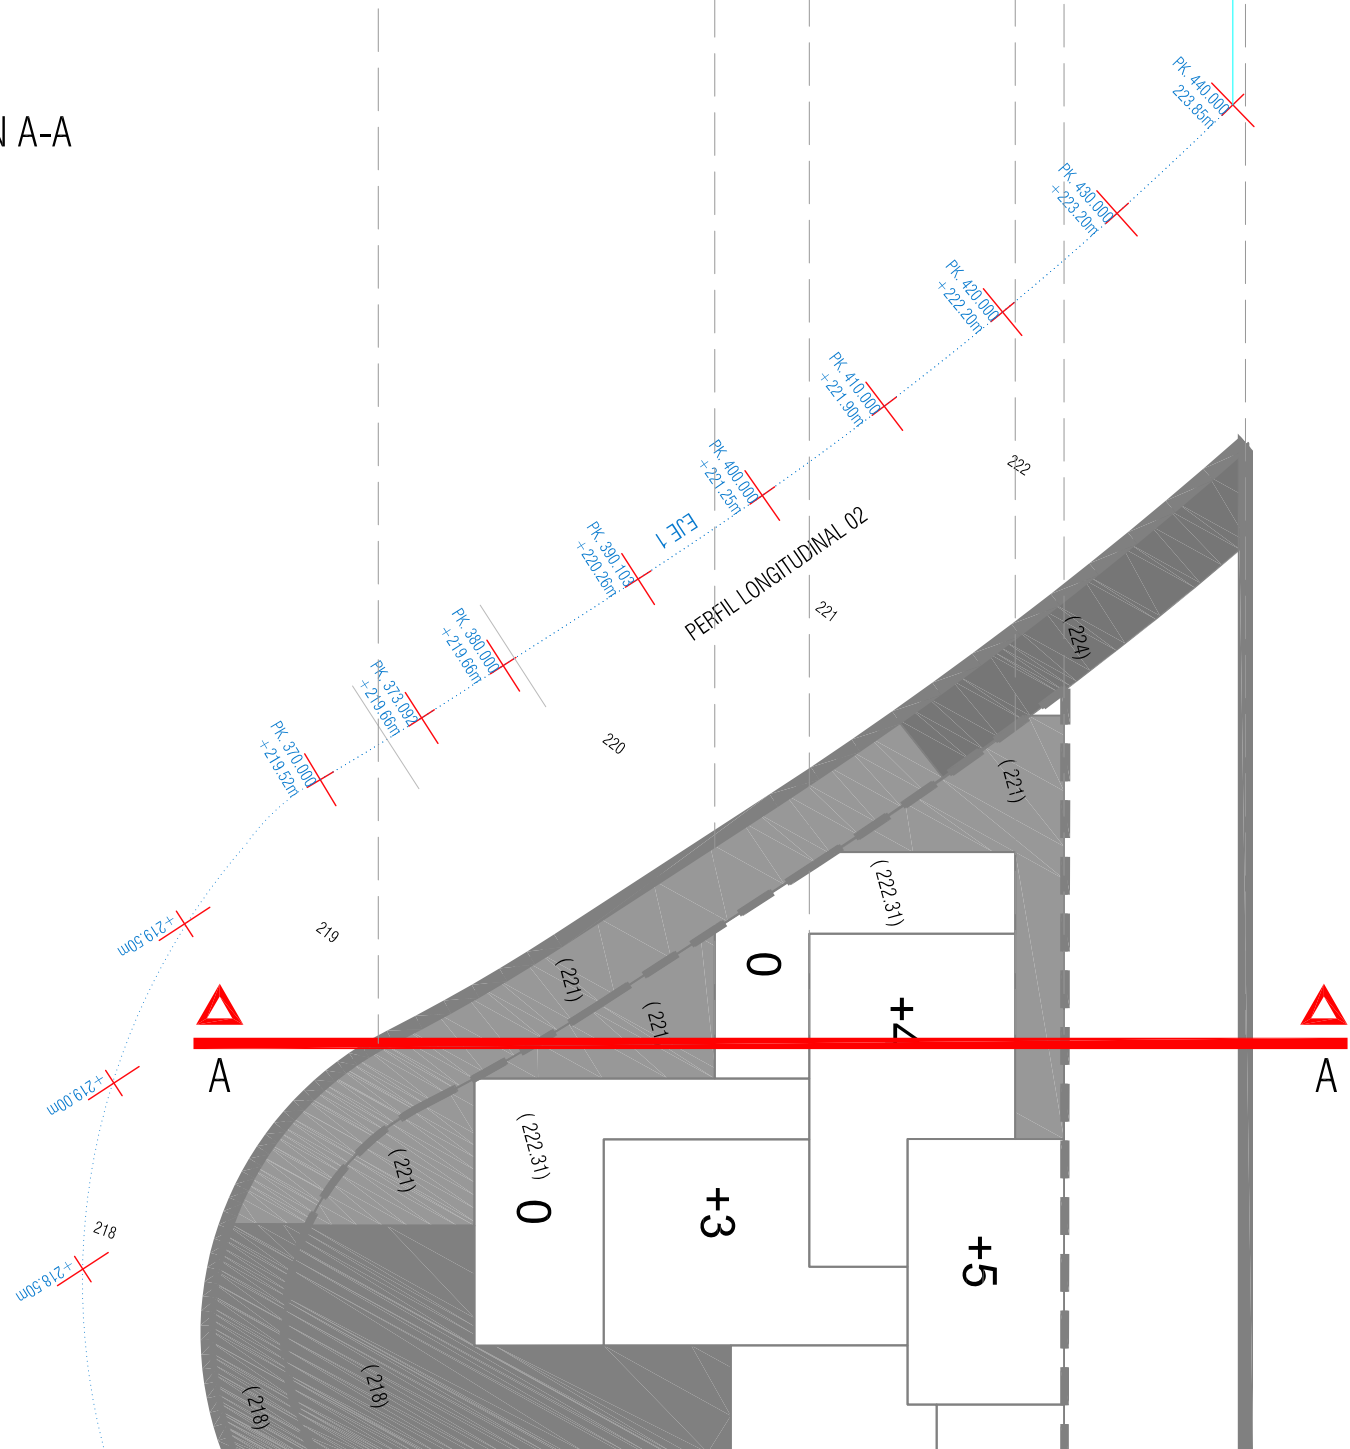 N A-A
PK. 440.000
223.85m
PK. 430.000
+223.20m
PK. 420.000
+222.20m
PK. 410.000
+221.90m
222
PK. 400.000
+221.25m
EJE 1
PERFIL LONGITUDINAL 02
PK. 390.103
+220.26m
221
PK. 380.000
+219.66m
(224)
PK. 373.092
+219.66m
PK. 370.000
+219.52m
220
(221)
(222.31)
+219.50m
219
0
(221)
(221
+4
A
A
+219.00m
(222.31)
(221)
0
+3
218
+5
+218.50m
(218)
(218)